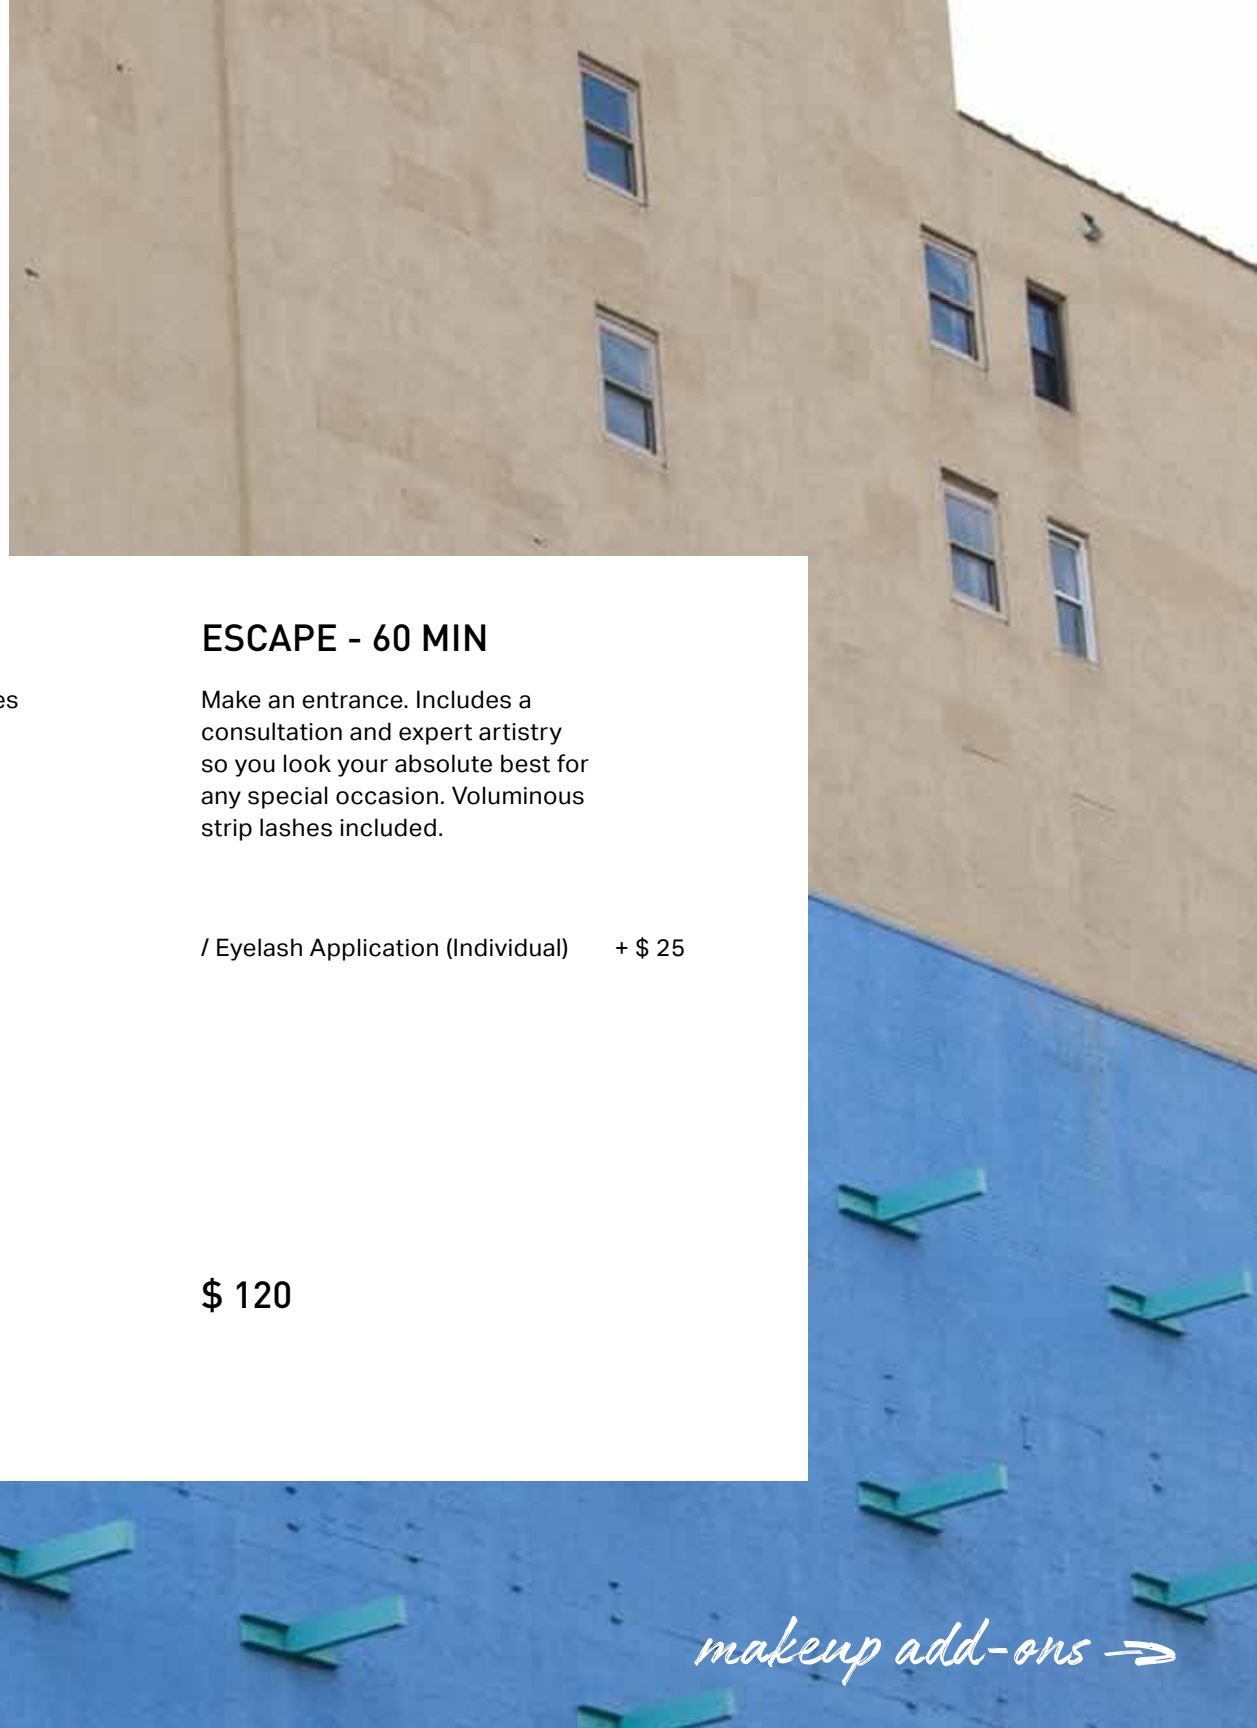 ESCAPE - 60 MIN
es
Make an entrance. Includes a
consultation and expert artistry
so you look your absolute best for
any special occasion. Voluminous
strip lashes included.
/ Eyelash Application (Individual) + $ 25
$ 120
makeup add-ons